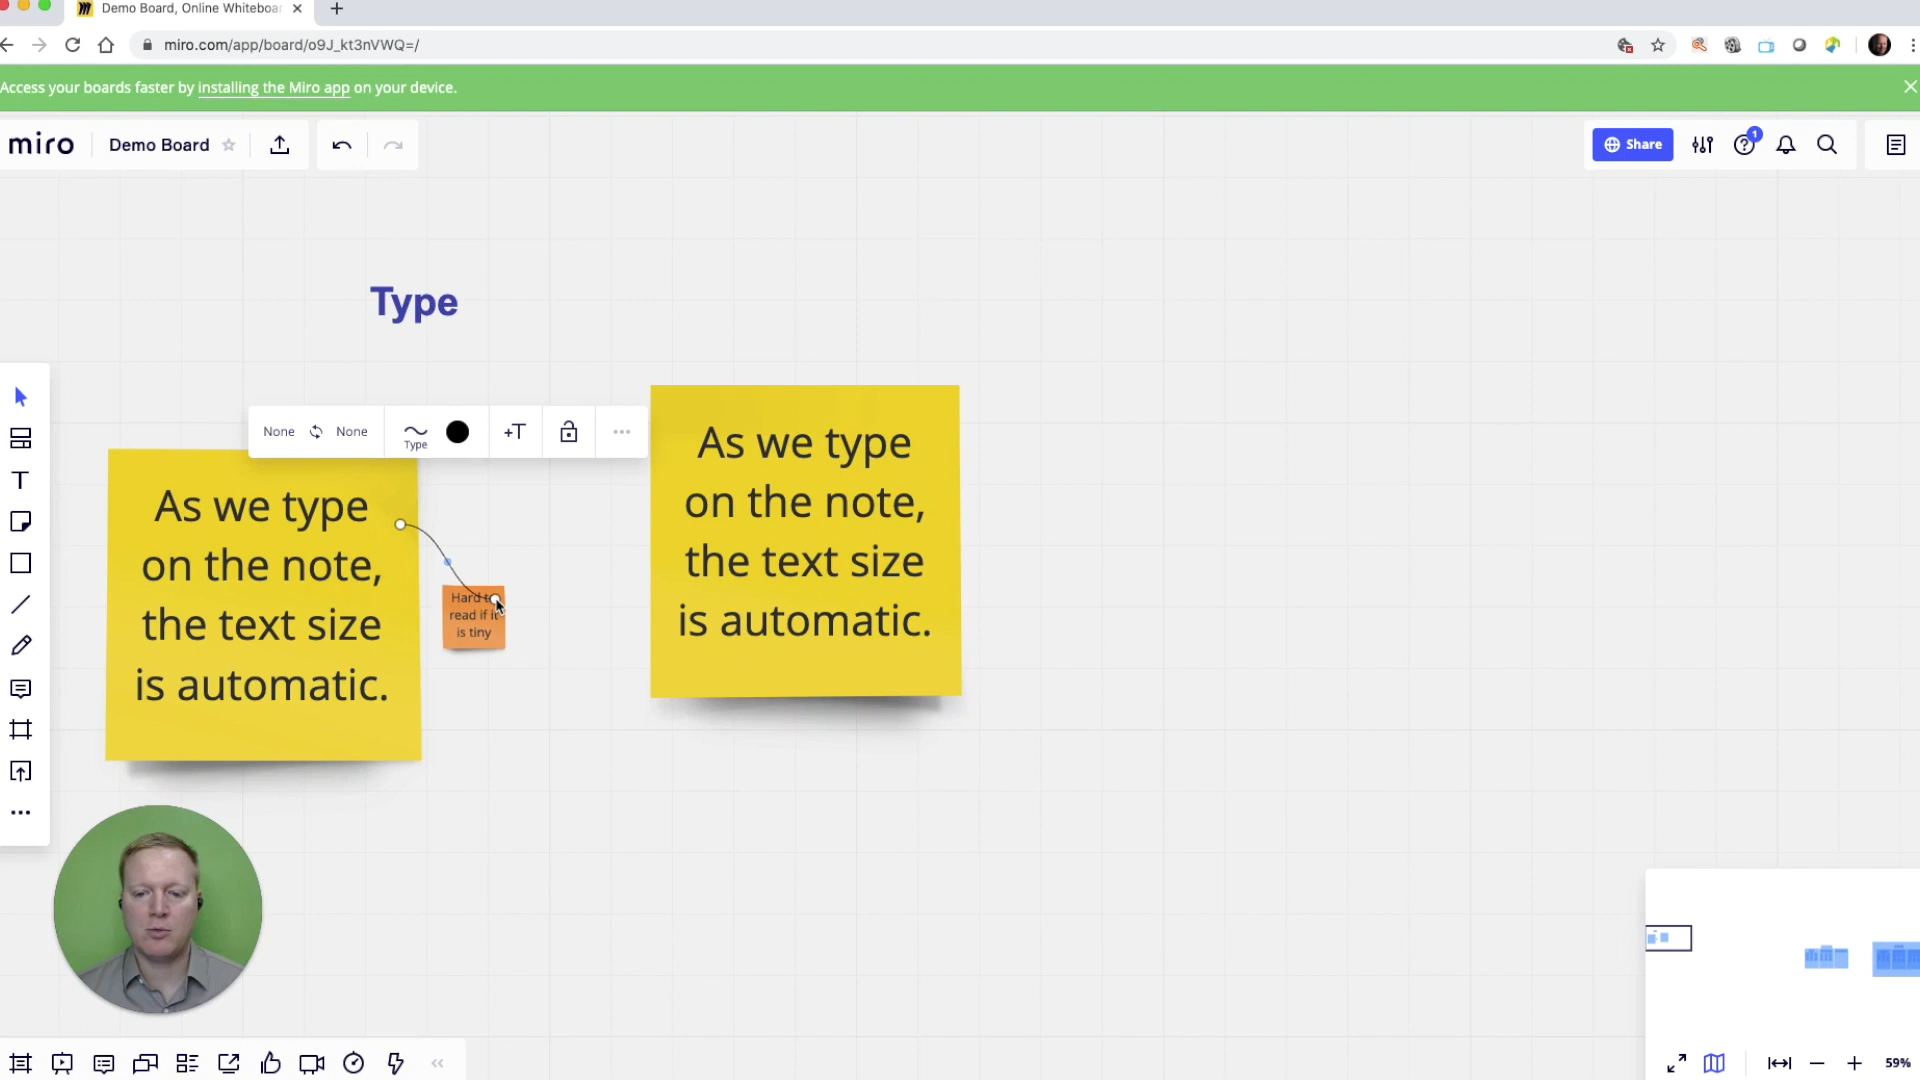 Demo Board, Online Whiteboar
miro.com/app/board/o9J_kt3nVWQ=/
Access your boards faster by installing the Miro app on your device.
miro
Demo Board
Share
1
Type
None
None
Type
+T
As we type
on the note,
the text size
is automatic.
Hard to
read if it
is tiny
As we type
on the note,
the text size
is automatic.
59%